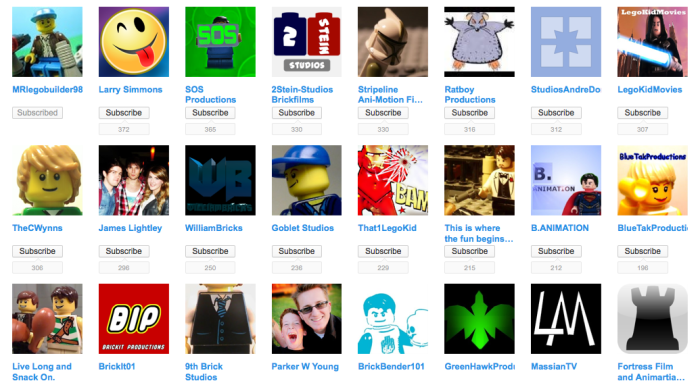 LegoKidMovies
SOS
2
STEIN
STUDIOS
MRlegobuilder98
Larry Simmons
SOS
Productions
2Stein-Studios
Brickfilms
Stripeline
Ani-Motion Fi...
Ratboy
Productions
StudiosAndreDo
LegoKidMovies
Subscribed
Subscribe
Subscribe
Subscribe
Subscribe
Subscribe
Subscribe
Subscribe
372
365
330
330
316
312
307
WB
BAM
B.
ANIMATION
BlueTakProductions
TheCWynns
James Lightley
WilliamBricks
Goblet Studios
That1LegoKid
This is where
the fun begins...
B.ANIMATION
BlueTakProducti
Subscribe
Subscribe
Subscribe
Subscribe
Subscribe
Subscribe
Subscribe
Subscribe
306
296
250
238
229
215
212
196
BIP
BRICKIT PRODUCTIONS
LM
Live Long and
Snack On.
BrickIt01
9th Brick
Studios
Parker W Young
BrickBender101
GreenHawkProdu
MassianTV
Fortress Film
and Animartia...